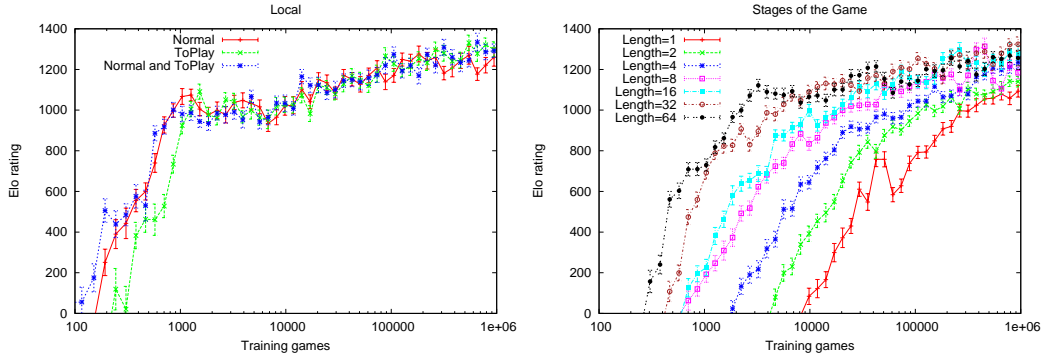 Local
Elo rating
1400
1200
1000
800
600
400
200
0
100
1000
10000
100000
1e+06
Training games
Normal
ToPlay
Normal and ToPlay
Stages of the Game
Elo rating
1400
1200
1000
800
600
400
200
0
100
1000
10000
100000
1e+06
Training games
Length=1
Length=2
Length=4
Length=8
Length=16
Length=32
Length=64